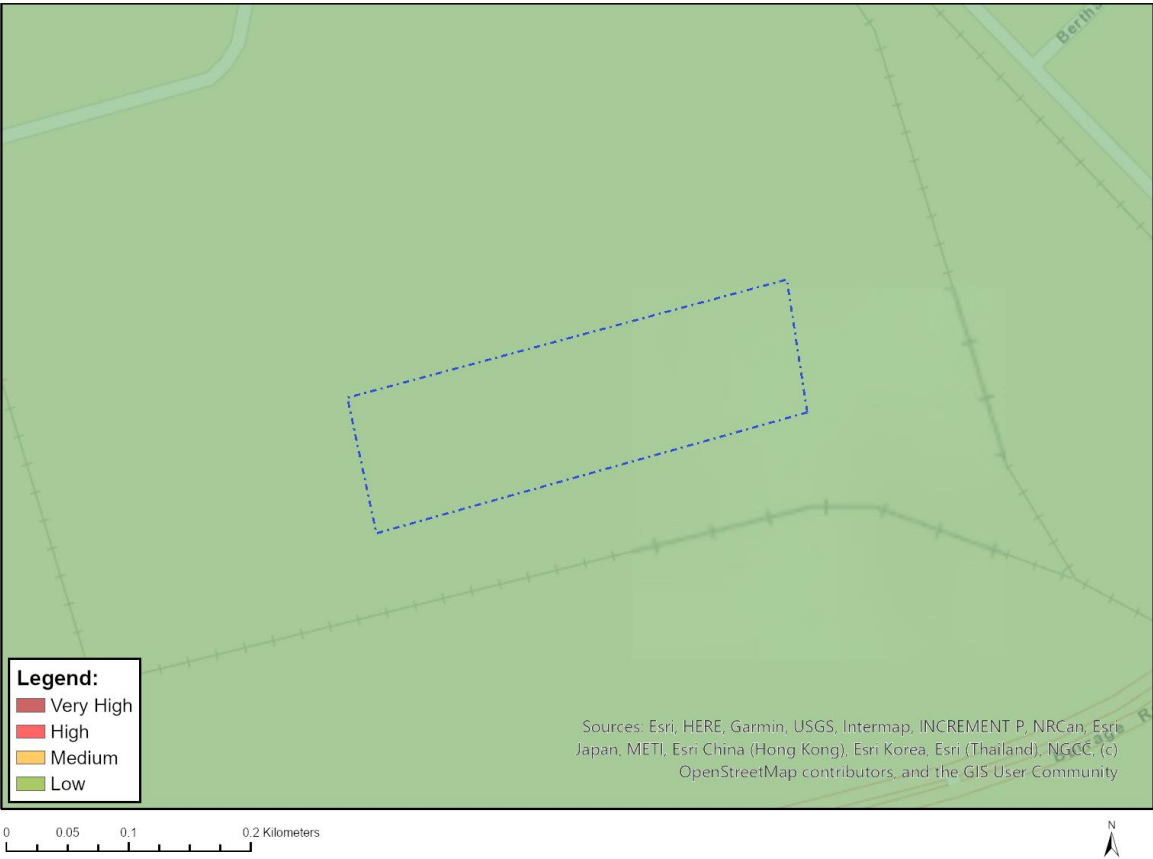 Legend:
Very High
High
Medium
Low
Sources: Esri, HERE, Garmin, USGS, Intermap, INCREMENT P, NRCan, Esri
Japan, METI, Esri China (Hong Kong), Esri Korea, Esri (Thailand), NGCC, (c)
OpenStreetMap contributors, and the GIS User Community
0 0.05 0.1 0.2 Kilometers
N